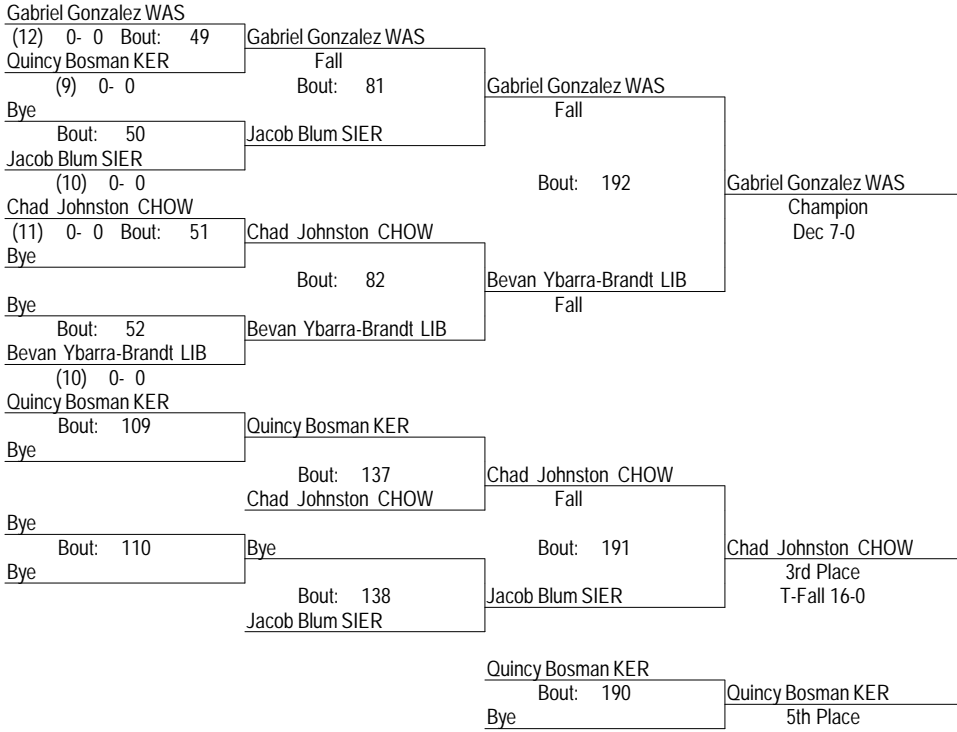 Gabriel Gonzalez WAS
(12) 0- 0 Bout: 49 Gabriel Gonzalez WAS
Quincy Bosman KER Fall
(9) 0- 0 Bout: 81 Gabriel Gonzalez WAS
Bye Fall
Bout: 50 Jacob Blum SIER
Jacob Blum SIER
(10) 0- 0 Bout: 192 Gabriel Gonzalez WAS
Chad Johnston CHOW Champion
(11) 0- 0 Bout: 51 Chad Johnston CHOW Dec 7-0
Bye
Bout: 82 Bevan Ybarra-Brandt LIB
Bye Fall
Bout: 52 Bevan Ybarra-Brandt LIB
Bevan Ybarra-Brandt LIB
(10) 0- 0
Quincy Bosman KER
Bout: 109 Quincy Bosman KER
Bye
Bout: 137 Chad Johnston CHOW
Chad Johnston CHOW Fall
Bye
Bout: 110 Bye Bout: 191 Chad Johnston CHOW
Bye 3rd Place
Bout: 138 Jacob Blum SIER T-Fall 16-0
Jacob Blum SIER
Quincy Bosman KER
Bout: 190 Quincy Bosman KER
Bye 5th Place